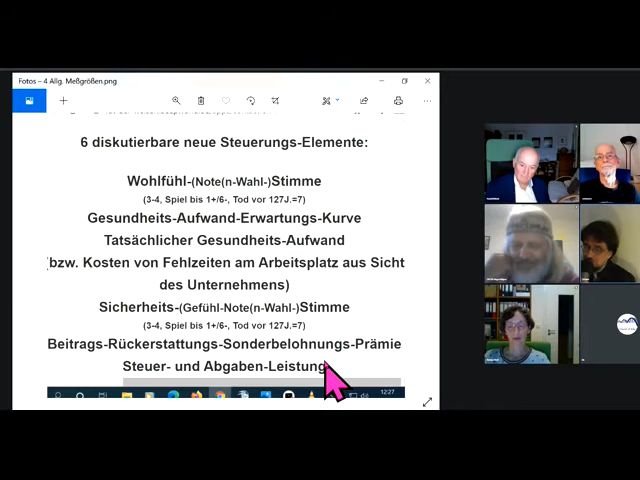 Fotos – 4 Allg. Meßgrößen.png
6 diskutierbare neue Steuerungs-Elemente:
Wohlfühl-(Note(n-Wahl-)Stimme
(3-4, Spiel bis 1+/6-, Tod vor 127J.=7)
Gesundheits-Aufwand-Erwartungs-Kurve
Tatsächlicher Gesundheits-Aufwand
(bzw. Kosten von Fehlzeiten am Arbeitsplatz aus Sicht
des Unternehmens)
Sicherheits-(Gefühl-Note(n-Wahl-)Stimme
(3-4, Spiel bis 1+/6-, Tod vor 127J.=7)
Beitrags-Rückerstattungs-Sonderbelohnungs-Prämie
Steuer- und Abgaben-Leistung
12:27